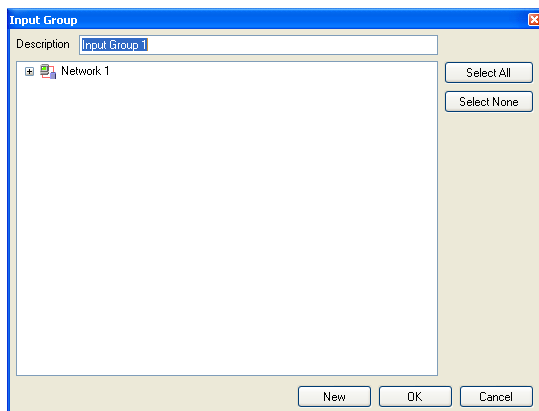 Input Group
Description Input Group 1
Network 1
Select All
Select None
New OK Cancel